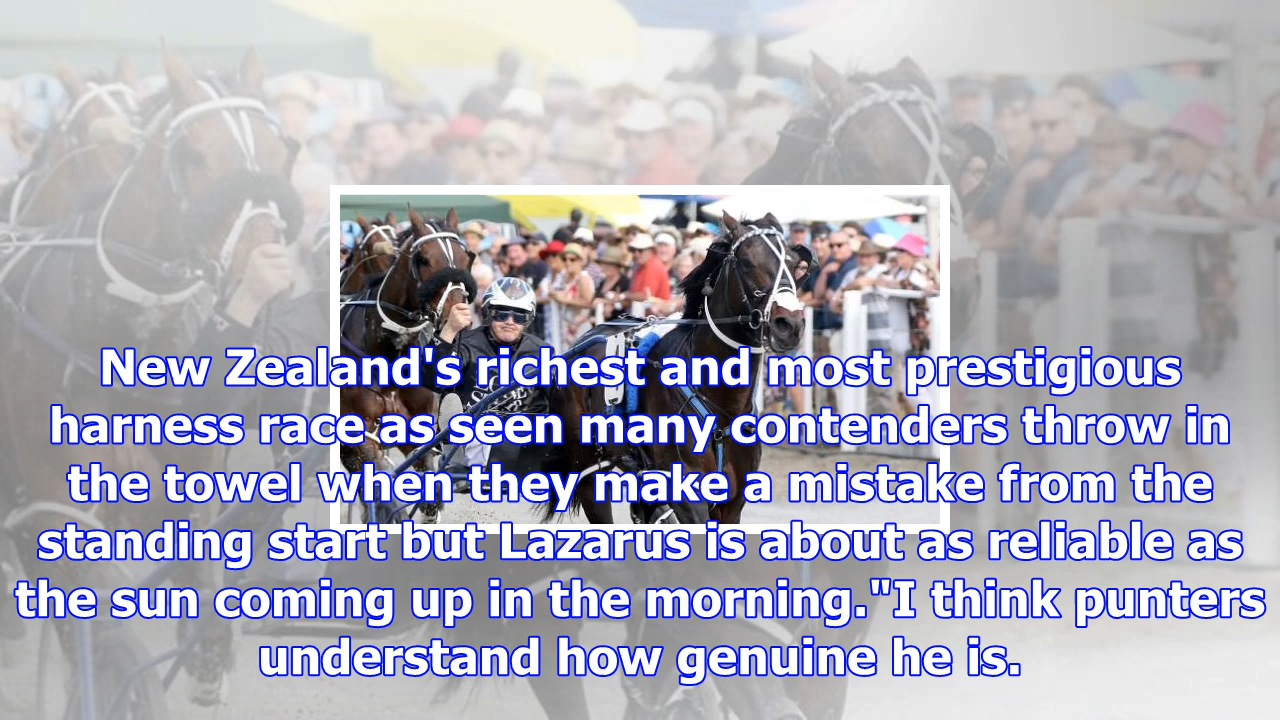 New Zealand's richest and most prestigious
harness race as seen many contenders throw in
the towel when they make a mistake from the
standing start but Lazarus is about as reliable as
the sun coming up in the morning."I think punters
understand how genuine he is.